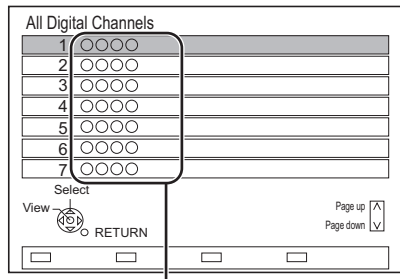 All Digital Channels
1 ○○○○
2 ○○○○
3 ○○○○
4 ○○○○
5 ○○○○
6 ○○○○
7 ○○○○
Select
View
RETURN
Page up
Page down